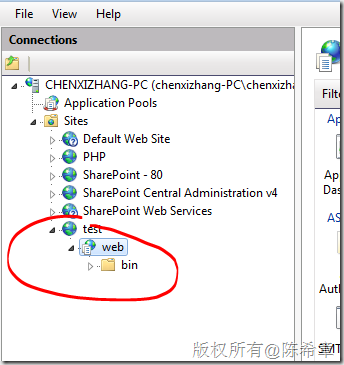 File View Help
Connections
CHENXIZHANG-PC (chenxizhang-PC\chenxizha
Application Pools
Sites
Default Web Site
PHP
SharePoint - 80
SharePoint Central Administration v4
SharePoint Web Services
test
web
bin
Filte
Ap
App
Das
AS
Auth
SMT
版权所有@陈希章